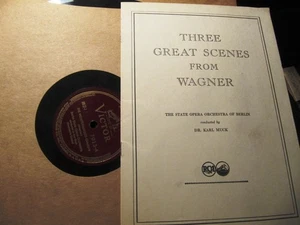 VICTOR
THREE
GREAT SCENES
FROM
WAGNER
THE STATE OPERA ORCHESTRA OF BERLIN
conducted by
DR. KARL MUCK
RCA